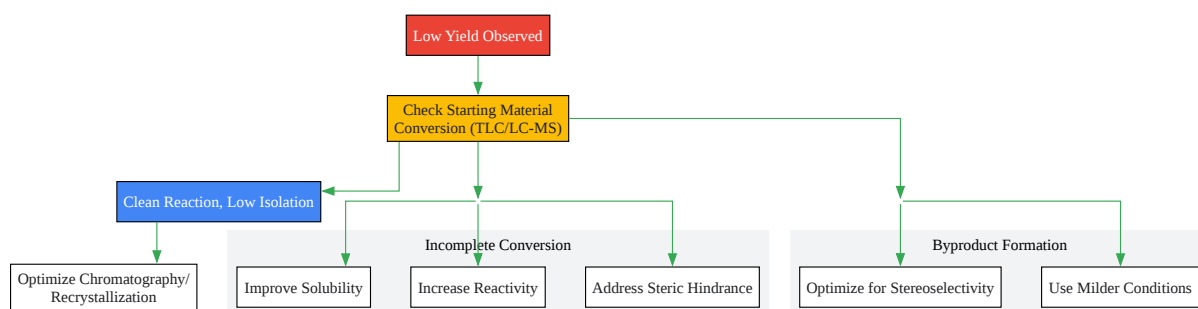 Low Yield Observed
Check Starting Material
Conversion (TLC/LC-MS)
Clean Reaction, Low Isolation
Incomplete Conversion
Byproduct Formation
Optimize Chromatography/
Recrystallization
Improve Solubility
Increase Reactivity
Address Steric Hindrance
Optimize for Stereoselectivity
Use Milder Conditions